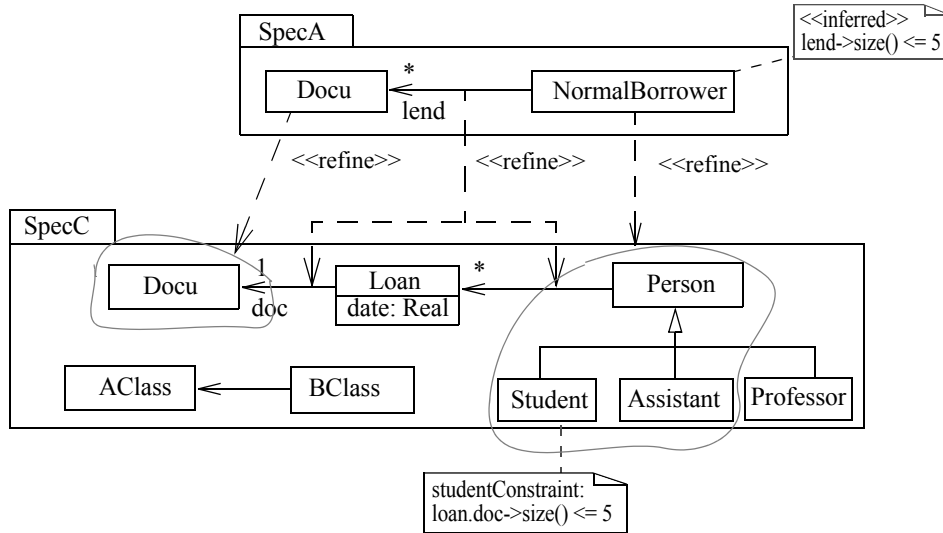 SpecA
<<inferred>>
lend->size() <= 5
Docu
*
lend
NormalBorrower
<<refine>>
<<refine>>
<<refine>>
SpecC
Docu
1
doc
Loan
date: Real
*
Person
AClass
BClass
Student
Assistant
Professor
studentConstraint:
loan.doc->size() <= 5